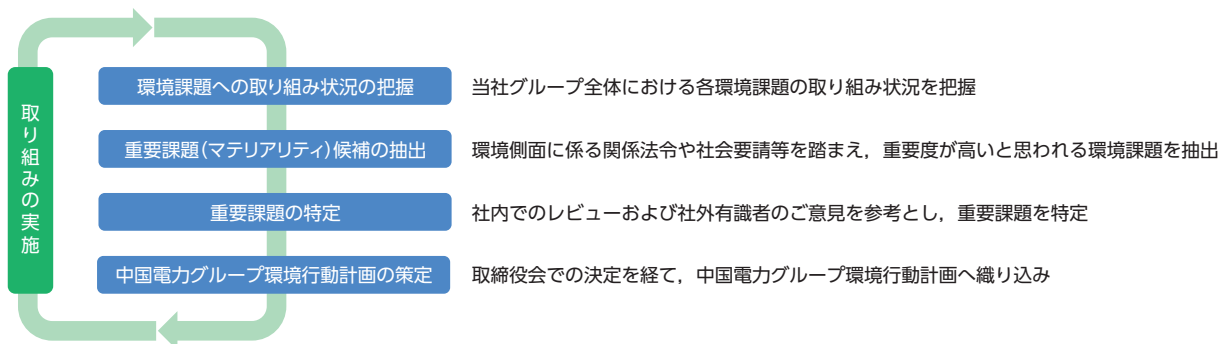 取り組みの実施
環境課題への取り組み状況の把握
当社グループ全体における各環境課題の取り組み状況を把握
重要課題(マテリアリティ)候補の抽出
環境側面に係る関係法令や社会要請等を踏まえ，重要度が高いと思われる環境課題を抽出
重要課題の特定
社内でのレビューおよび社外有識者のご意見を参考とし，重要課題を特定
中国電力グループ環境行動計画の策定
取締役会での決定を経て，中国電力グループ環境行動計画へ織り込み